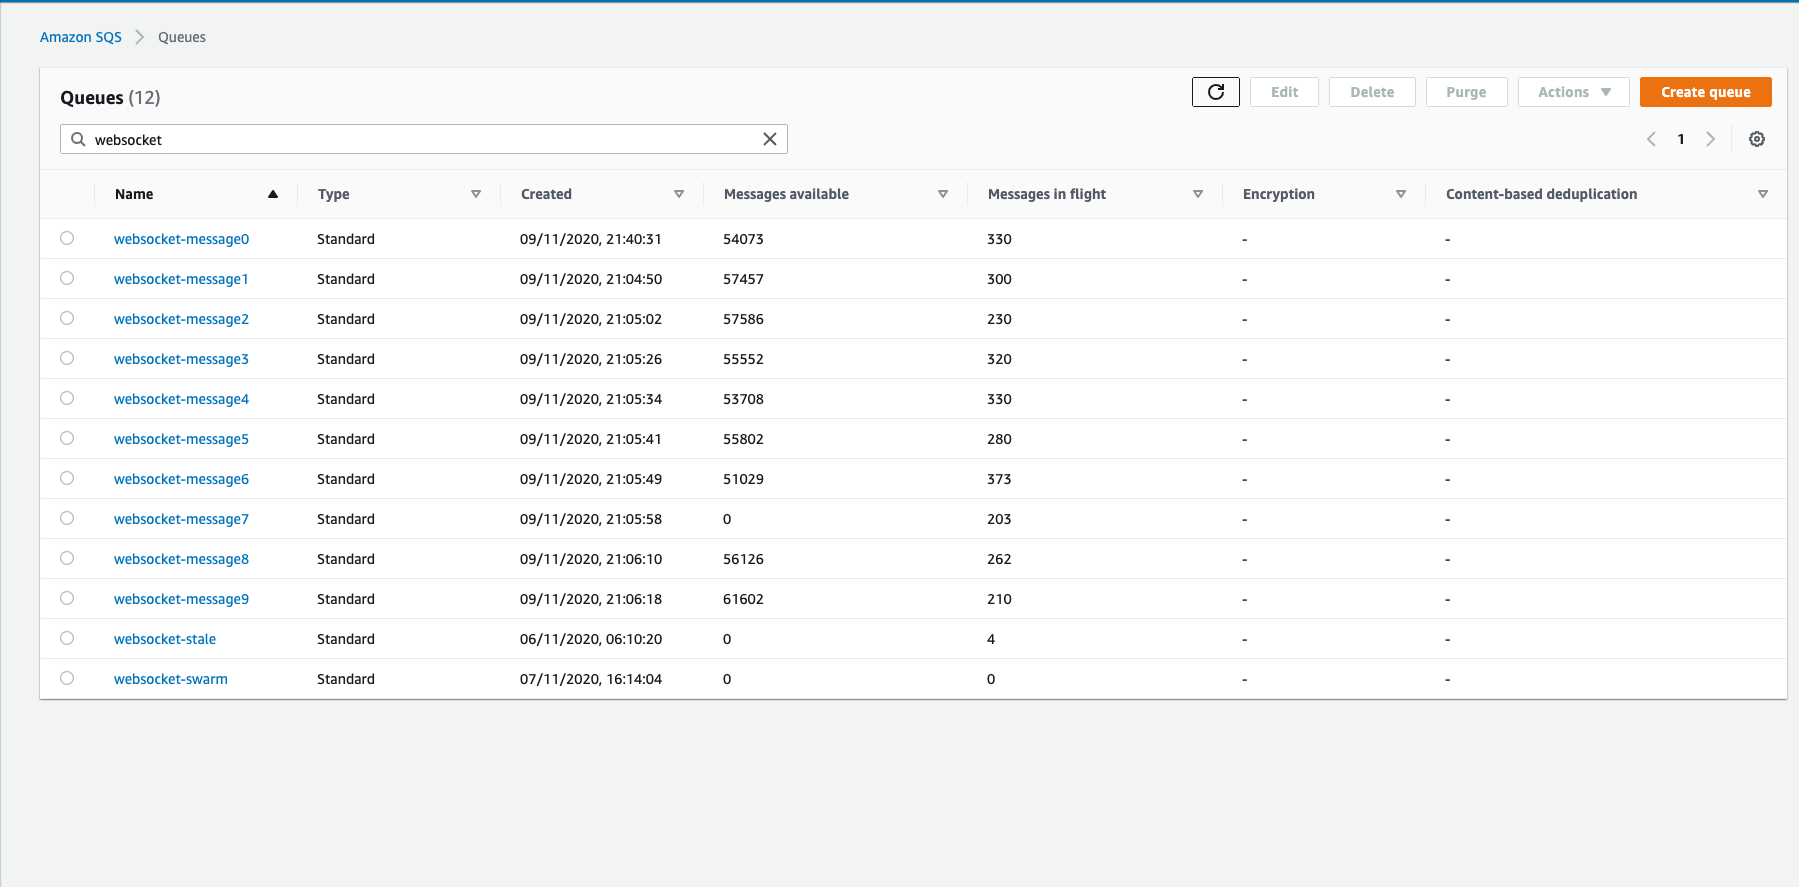 Amazon SQS > Queues
Queues (12) Edit Delete Purge Actions Create queue
websocket 1
Name Type Created Messages available Messages in flight Encryption Content-based deduplication
websocket-message0 Standard 09/11/2020, 21:40:31 54073 330 - -
websocket-message1 Standard 09/11/2020, 21:04:50 57457 300 - -
websocket-message2 Standard 09/11/2020, 21:05:02 57586 230 - -
websocket-message3 Standard 09/11/2020, 21:05:26 55552 320 - -
websocket-message4 Standard 09/11/2020, 21:05:34 53708 330 - -
websocket-message5 Standard 09/11/2020, 21:05:41 55802 280 - -
websocket-message6 Standard 09/11/2020, 21:05:49 51029 373 - -
websocket-message7 Standard 09/11/2020, 21:05:58 0 203 - -
websocket-message8 Standard 09/11/2020, 21:06:10 56126 262 - -
websocket-message9 Standard 09/11/2020, 21:06:18 61602 210 - -
websocket-stale Standard 06/11/2020, 06:10:20 0 4 - -
websocket-swarm Standard 07/11/2020, 16:14:04 0 0 - -